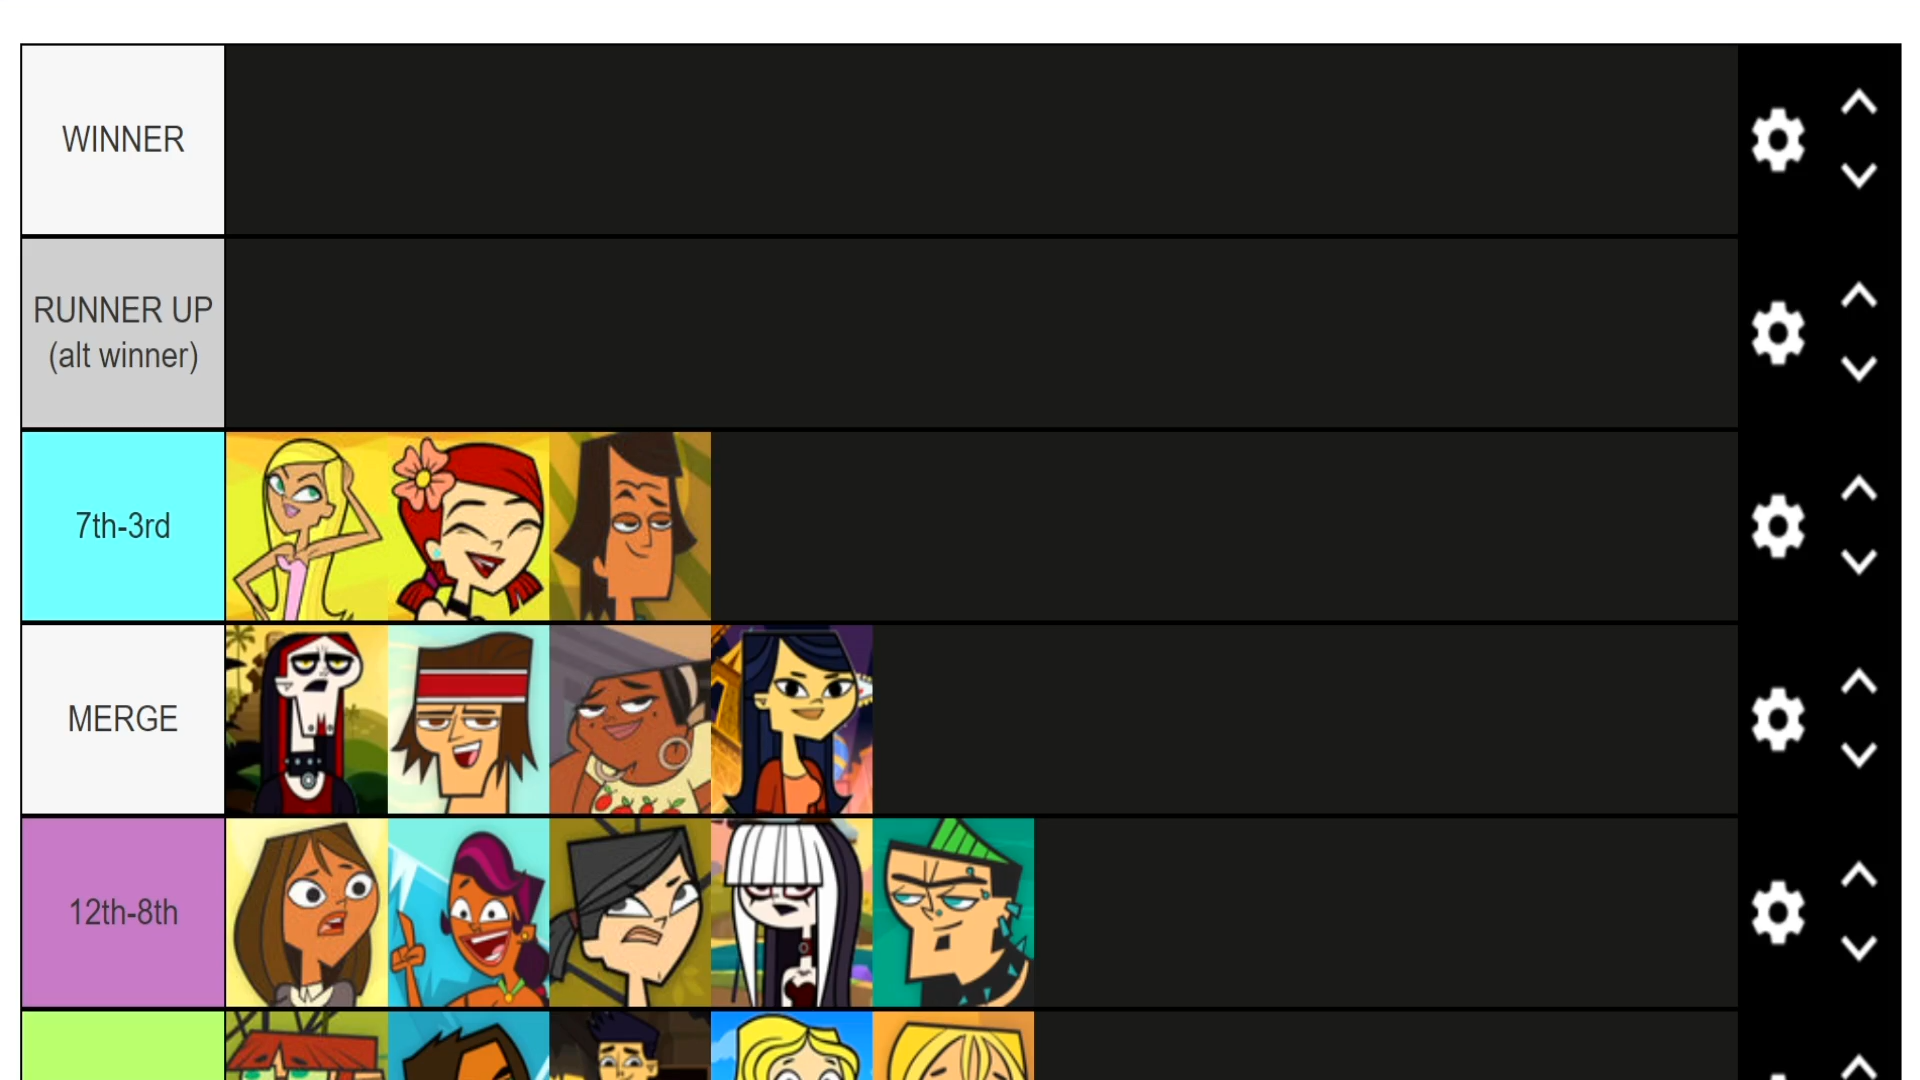 WINNER
RUNNER UP
(alt winner)
7th-3rd
MERGE
12th-8th